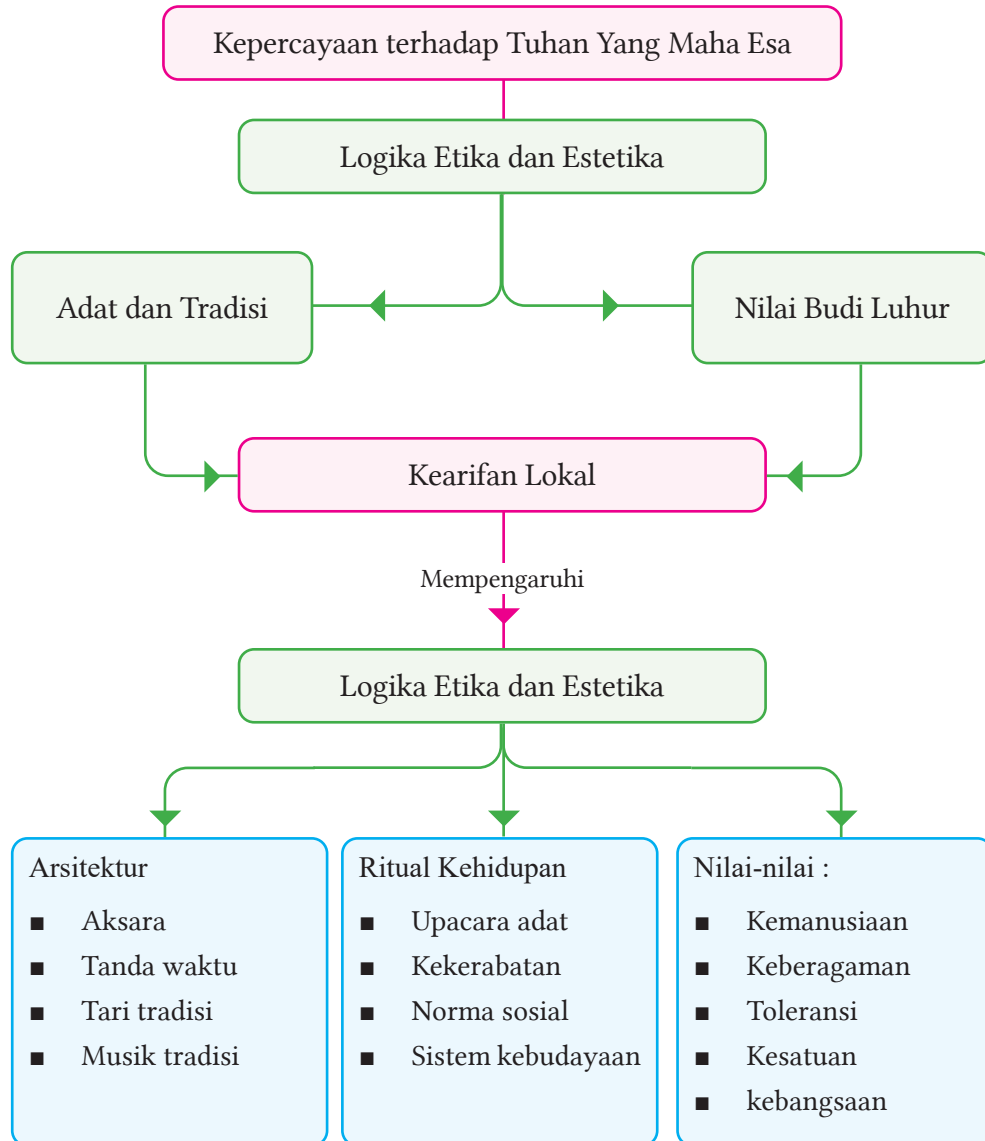 Kepercayaan terhadap Tuhan Yang Maha Esa
Logika Etika dan Estetika
Adat dan Tradisi
Nilai Budi Luhur
Kearifan Lokal
Mempengaruhi
Logika Etika dan Estetika
Arsitektur
■ Aksara
■ Tanda waktu
■ Tari tradisi
■ Musik tradisi
Ritual Kehidupan
■ Upacara adat
■ Kekerabatan
■ Norma sosial
■ Sistem kebudayaan
Nilai-nilai :
■ Kemanusiaan
■ Keberagaman
■ Toleransi
■ Kesatuan
■ kebangsaan